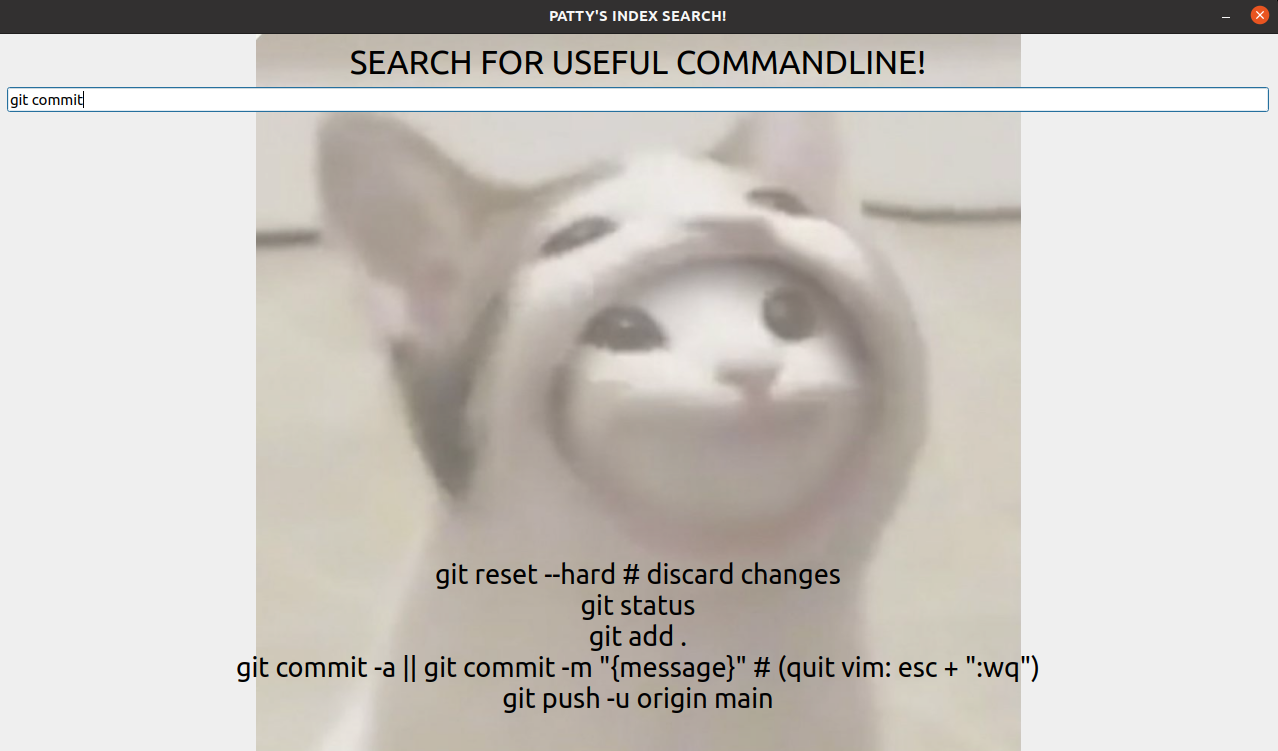 PATTY'S INDEX SEARCH!
SEARCH FOR USEFUL COMMANDLINE!
git commit
git reset --hard # discard changes
git status
git add .
git commit -a || git commit -m "{message}" # (quit vim: esc + ":wq")
git push -u origin main